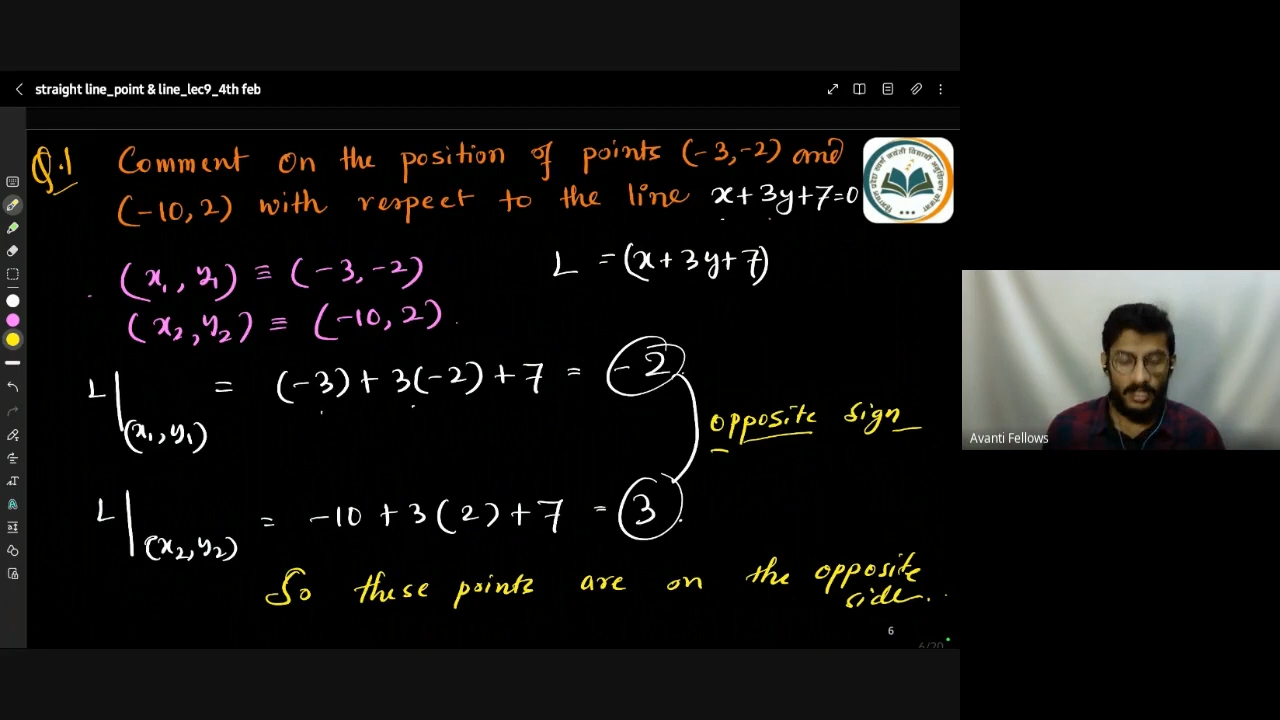 straight line_point & line_lec9_4th feb
Q.1 Comment on the position of points (-3,-2) and
(-10, 2) with respect to the line x+3y+7=0
(x₁, y₁) ≡ (-3, -2)
L = (x+3y+7)
(x₂, y₂) ≡ (-10, 2)
L|(x₁, y₁) = (-3) + 3(-2) + 7 = -2
opposite sign
L|(x₂, y₂) = -10 + 3(2) + 7 = 3
So these points are on the opposite
side.
6
6/20
Avanti Fellows